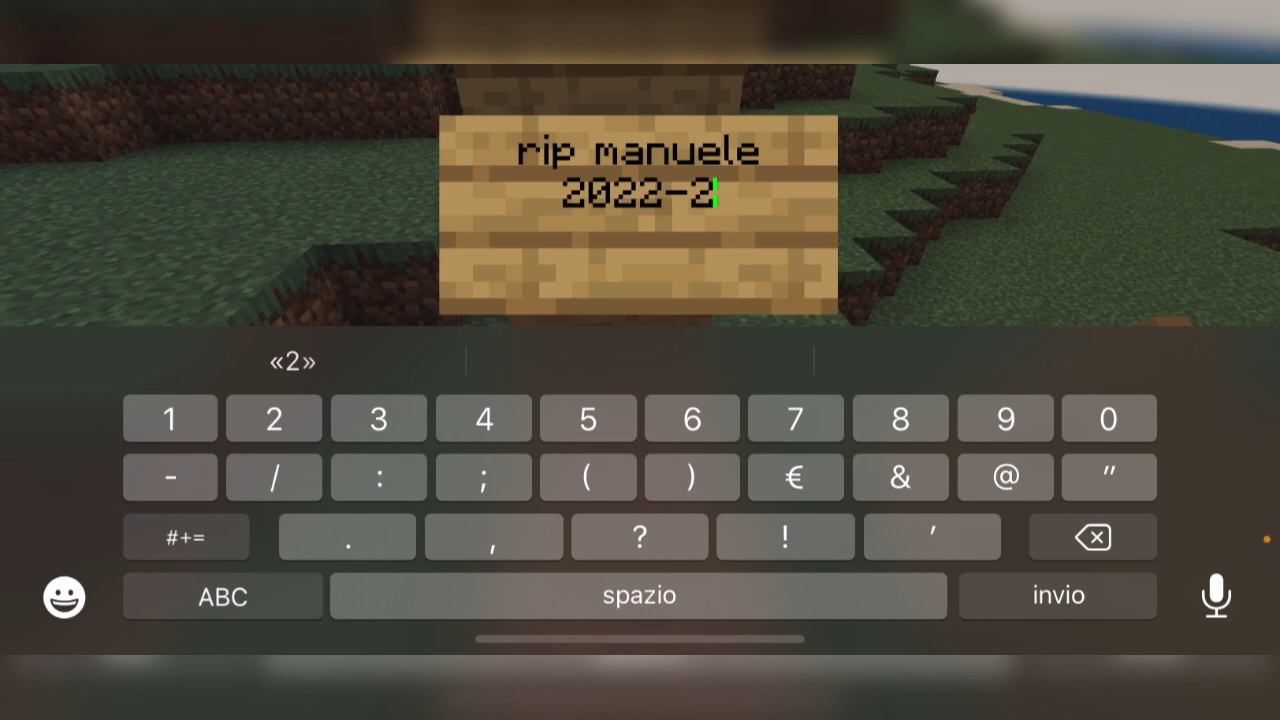 rip manuele
2022-2
«2»
1 2 3 4 5 6 7 8 9 0
- / : ; ( ) € & @ "
#+= . , ? ! '
ABC spazio invio